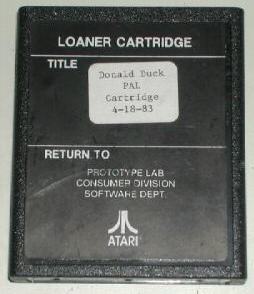 LOANER CARTRIDGE
TITLE
Donald Duck
PAL
Cartridge
4-18-83
RETURN TO
PROTOTYPE LAB
CONSUMER DIVISION
SOFTWARE DEPT.
ATARI